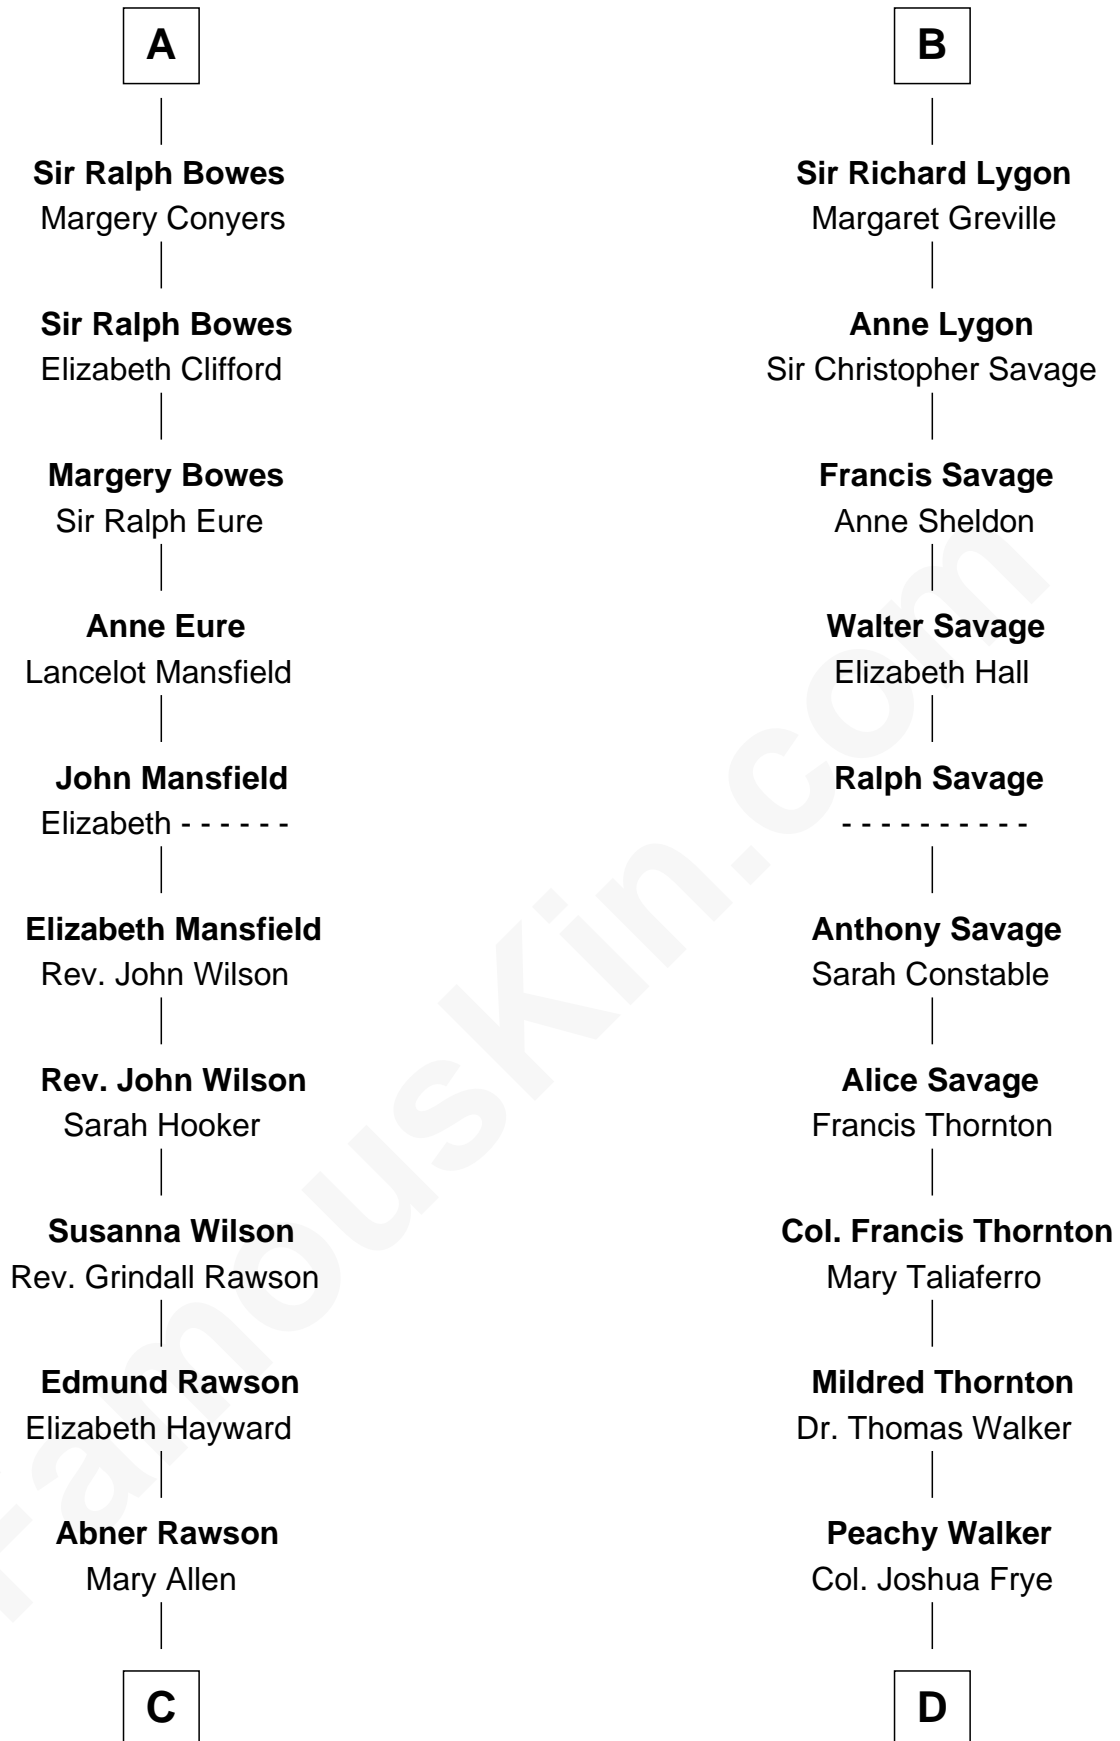 A
Sir Ralph Bowes
Margery Conyers
Sir Ralph Bowes
Elizabeth Clifford
Margery Bowes
Sir Ralph Eure
Anne Eure
Lancelot Mansfield
John Mansfield
Elizabeth - - - - - -
Elizabeth Mansfield
Rev. John Wilson
Rev. John Wilson
Sarah Hooker
Susanna Wilson
Rev. Grindall Rawson
Edmund Rawson
Elizabeth Hayward
Abner Rawson
Mary Allen
C
B
Sir Richard Lygon
Margaret Greville
Anne Lygon
Sir Christopher Savage
Francis Savage
Anne Sheldon
Walter Savage
Elizabeth Hall
Ralph Savage
- - - - - - - - - -
Anthony Savage
Sarah Constable
Alice Savage
Francis Thornton
Col. Francis Thornton
Mary Taliaferro
Mildred Thornton
Dr. Thomas Walker
Peachy Walker
Col. Joshua Frye
D
FamousKin.com